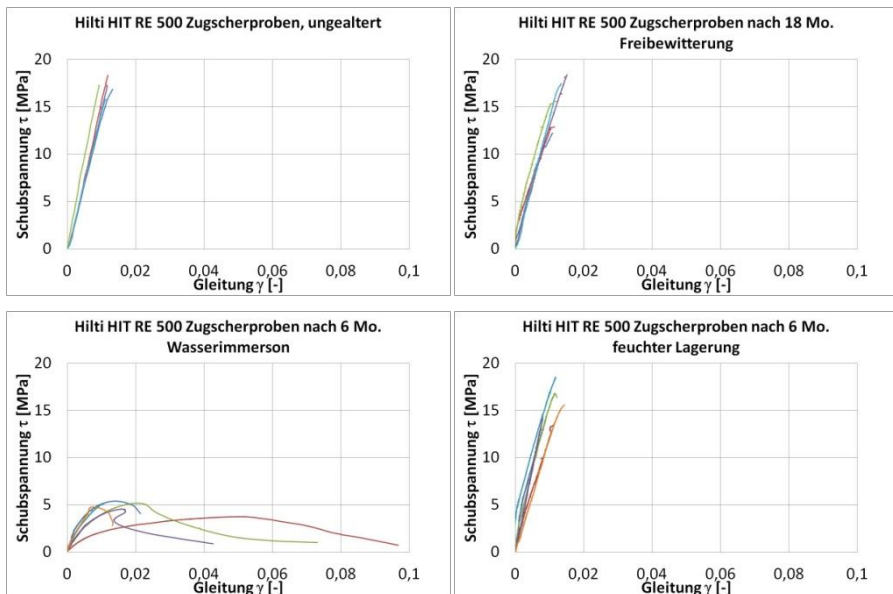 Hilti HIT RE 500 Zugscherproben, ungealtert
Schubspannung τ [MPa]
20
15
10
5
0
0
0,02
0,04
0,06
0,08
0,1
Gleitung γ [-]
Hilti HIT RE 500 Zugscherproben nach 18 Mo.
Freibewitterung
Schubspannung τ [MPa]
20
15
10
5
0
0
0,02
0,04
0,06
0,08
0,1
Gleitung γ [-]
Hilti HIT RE 500 Zugscherproben nach 6 Mo.
Wasserimmerson
Schubspannung τ [MPa]
20
15
10
5
0
0
0,02
0,04
0,06
0,08
0,1
Gleitung γ [-]
Hilti HIT RE 500 Zugscherproben nach 6 Mo.
feuchter Lagerung
Schubspannung τ [MPa]
20
15
10
5
0
0
0,02
0,04
0,06
0,08
0,1
Gleitung γ [-]